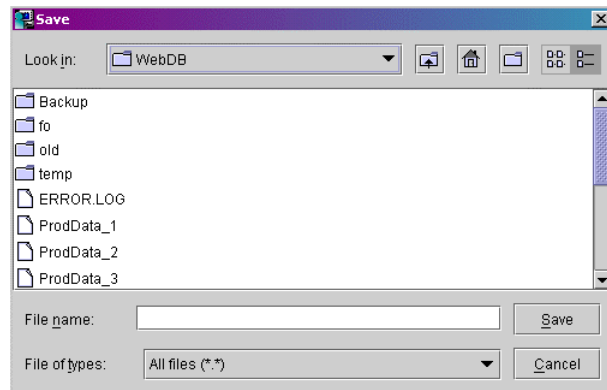 Save
Look in: WebDB
Backup
fo
old
temp
ERROR.LOG
ProdData_1
ProdData_2
ProdData_3
File name: Save
File of types: All files (*.*) Cancel